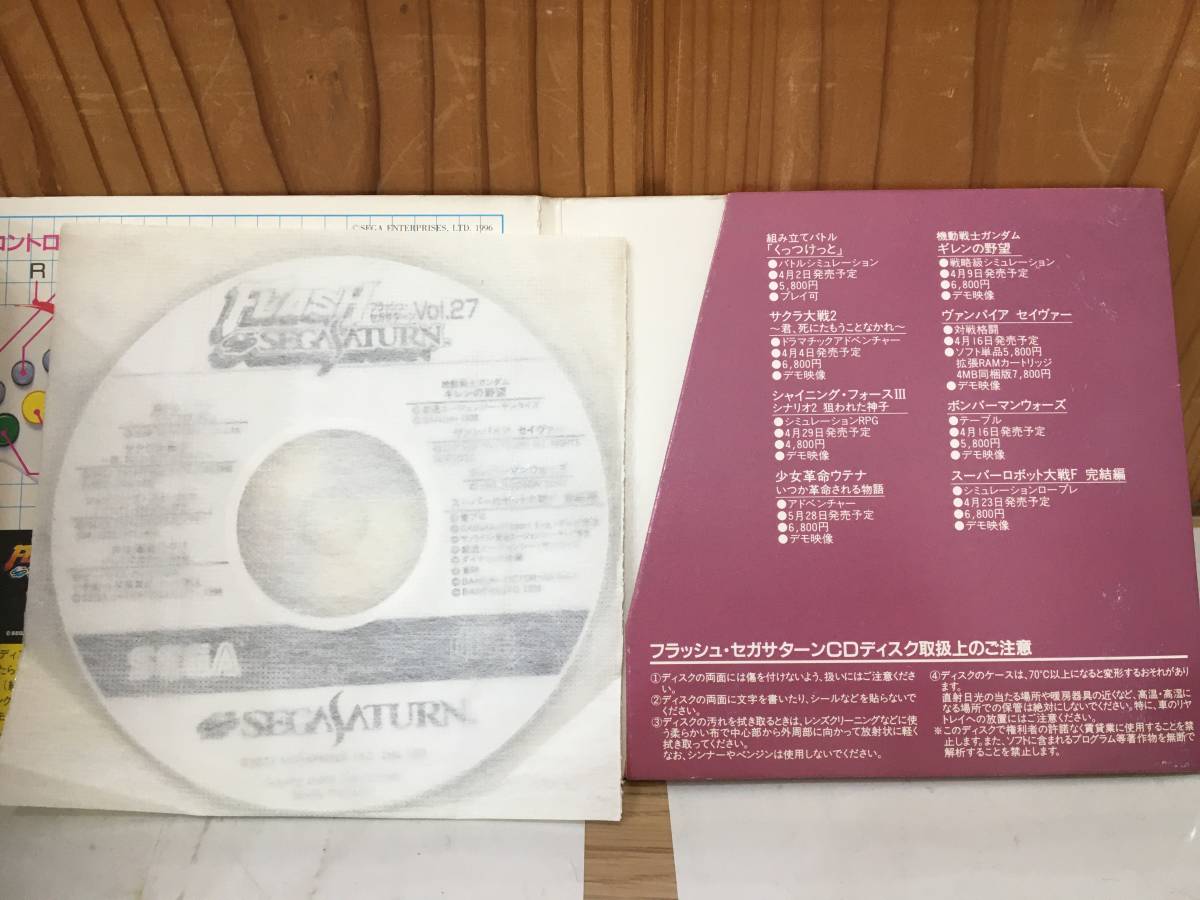 ©SEGA ENTERPRISES, LTD. 1996
コントロ
R
FLASH
Vol.27
SEGASATURN
機動戦士ガンダム
ギレンの野望
ヴァンパイア セイヴァー
SEGA
SEGASATURN
組み立てバトル
「くっつけっと」
●バトルシミュレーション
●4月2日発売予定
●5,800円
●プレイ可
サクラ大戦2
～君、死にたもうことなかれ～
●ドラマチックアドベンチャー
●4月4日発売予定
●6,800円
●デモ映像
シャイニング・フォースIII
シナリオ2 狙われた神子
●シミュレーションRPG
●4月29日発売予定
●4,800円
●デモ映像
少女革命ウテナ
いつか革命される物語
●アドベンチャー
●5月28日発売予定
●6,800円
●デモ映像
機動戦士ガンダム
ギレンの野望
●戦略級シミュレーション
●4月9日発売予定
●6,800円
●デモ映像
ヴァンパイア セイヴァー
●対戦格闘
●4月16日発売予定
●ソフト単品5,800円
拡張RAMカートリッジ
4MB同梱版7,800円
●デモ映像
ボンバーマンウォーズ
●テーブル
●4月16日発売予定
●5,800円
●デモ映像
スーパーロボット大戦F 完結編
●シミュレーションロープレ
●4月23日発売予定
●6,800円
●デモ映像
フラッシュ・セガサターンCDディスク取扱上のご注意
①ディスクの両面には傷を付けないよう、扱いにはご注意くださ
い。
②ディスクの両面に文字を書いたり、シールなどを貼らないで
ください。
③ディスクの汚れを拭き取るときは、レンズクリーニングなどに使
う柔らかい布で中心部から外周部に向かって放射状に軽く
拭き取ってください。
なお、シンナーやベンジンは使用しないでください。
④ディスクのケースは、70℃以上になると変形するおそれがあり
ます。
直射日光の当たる場所や暖房器具の近くなど、高温・高湿に
なる場所での保管は絶対にしないでください。特に、車のリヤ
トレイへの放置にはご注意ください。
※このディスクで権利者の許諾なく賃貸業に使用することを禁
止します。また、ソフトに含まれるプログラム等著作物を無断で
解析することを禁止します。